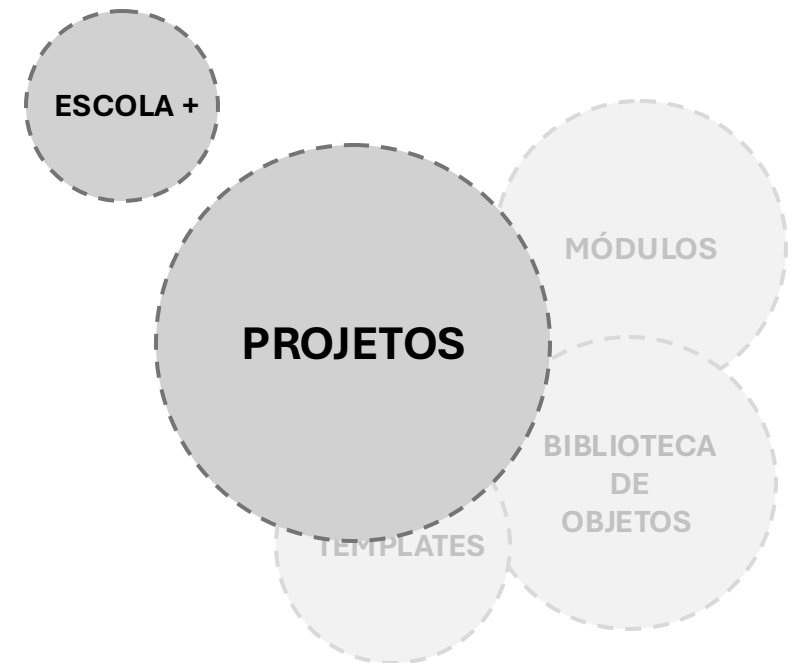 ESCOLA +
MÓDULOS
PROJETOS
BIBLIOTECA
DE
OBJETOS
TEMPLATES